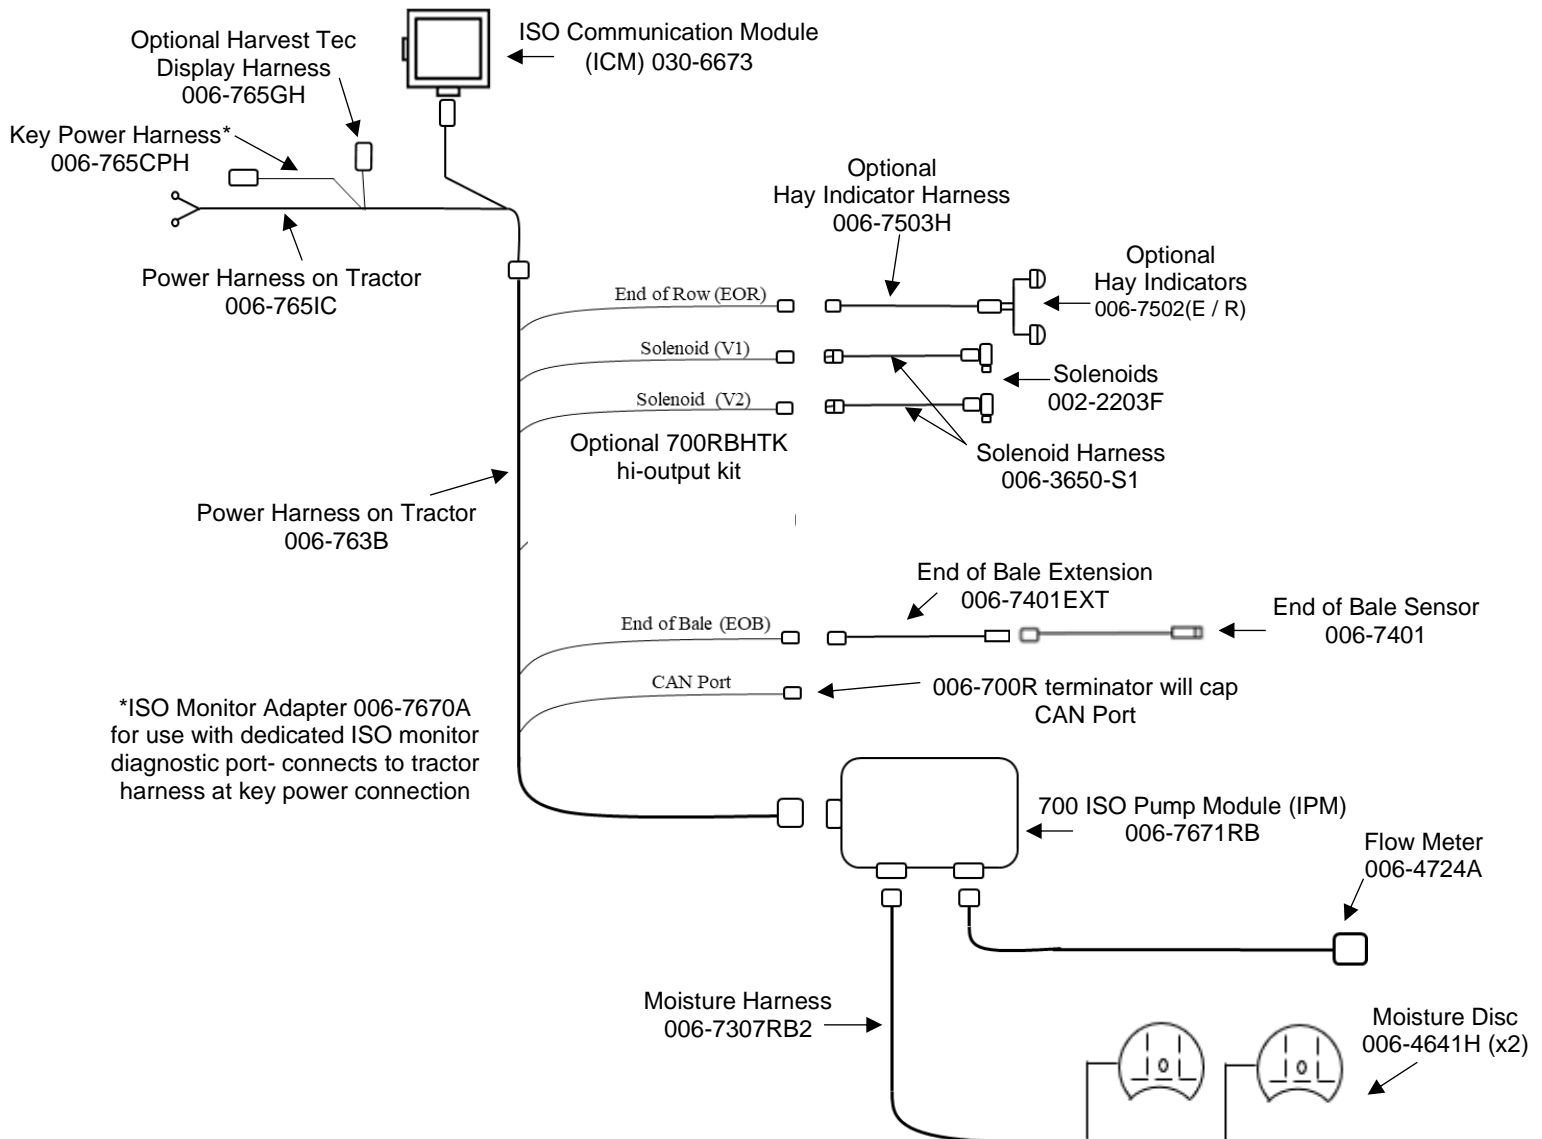 ISO Communication Module
(ICM) 030-6673
Optional Harvest Tec
Display Harness
006-765GH
Key Power Harness*
006-765CPH
Power Harness on Tractor
006-765IC
Optional
Hay Indicator Harness
006-7503H
Optional
Hay Indicators
006-7502(E / R)
End of Row (EOR)
Solenoid (V1)
Solenoid (V2)
Solenoids
002-2203F
Optional 700RBHTK
hi-output kit
Solenoid Harness
006-3650-S1
Power Harness on Tractor
006-763B
End of Bale Extension
006-7401EXT
End of Bale Sensor
006-7401
End of Bale (EOB)
CAN Port
006-700R terminator will cap
CAN Port
*ISO Monitor Adapter 006-7670A
for use with dedicated ISO monitor
diagnostic port- connects to tractor
harness at key power connection
700 ISO Pump Module (IPM)
006-7671RB
Flow Meter
006-4724A
Moisture Harness
006-7307RB2
Moisture Disc
006-4641H (x2)